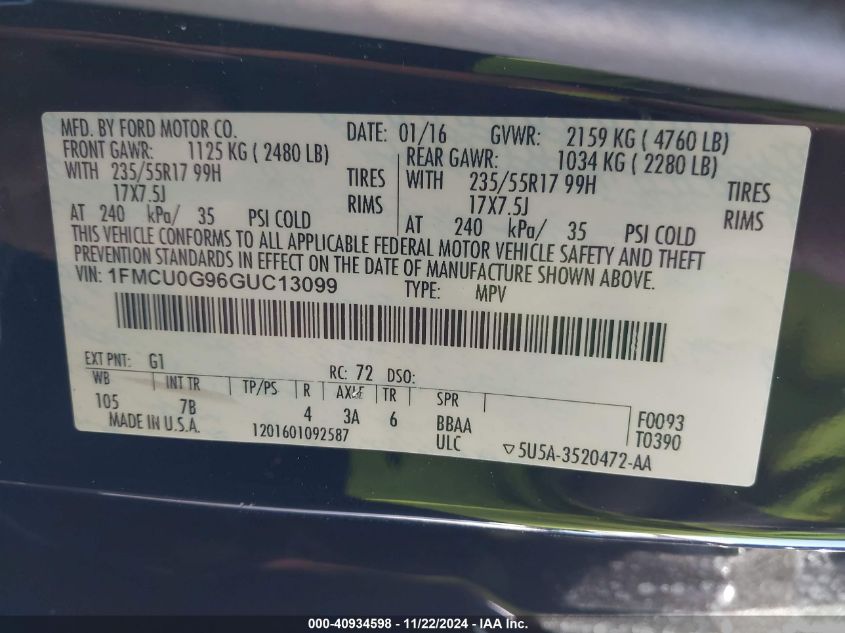 MFD. BY FORD MOTOR CO. DATE: 01/16 GVWR: 2159 KG ( 4760 LB)
FRONT GAWR: 1125 KG ( 2480 LB) REAR GAWR: 1034 KG ( 2280 LB)
WITH 235/55R17 99H TIRES WITH 235/55R17 99H TIRES
17X7.5J RIMS 17X7.5J RIMS
AT 240 kPa/ 35 PSI COLD AT 240 kPa/ 35 PSI COLD
THIS VEHICLE CONFORMS TO ALL APPLICABLE FEDERAL MOTOR VEHICLE SAFETY AND THEFT
PREVENTION STANDARDS IN EFFECT ON THE DATE OF MANUFACTURE SHOWN ABOVE.
VIN: 1FMCU0G96GUC13099 TYPE: MPV
EXT PNT: G1 RC: 72 DSO:
WB INT TR TP/PS R AXLE TR SPR
105 7B 4 3A 6 BBAA F0093
MADE IN U.S.A. 1201601092587 ULC T0390
▽5U5A-3520472-AA
000-40934598 - 11/22/2024 - IAA Inc.